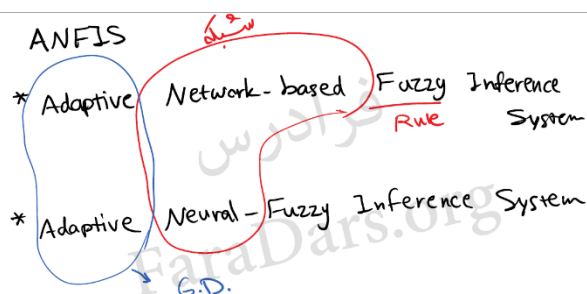 ANFIS
شبکه
* Adaptive Network-based Fuzzy Inference System
Rule
* Adaptive Neural-Fuzzy Inference System
G.D.
فرادرس
FaraDars.org